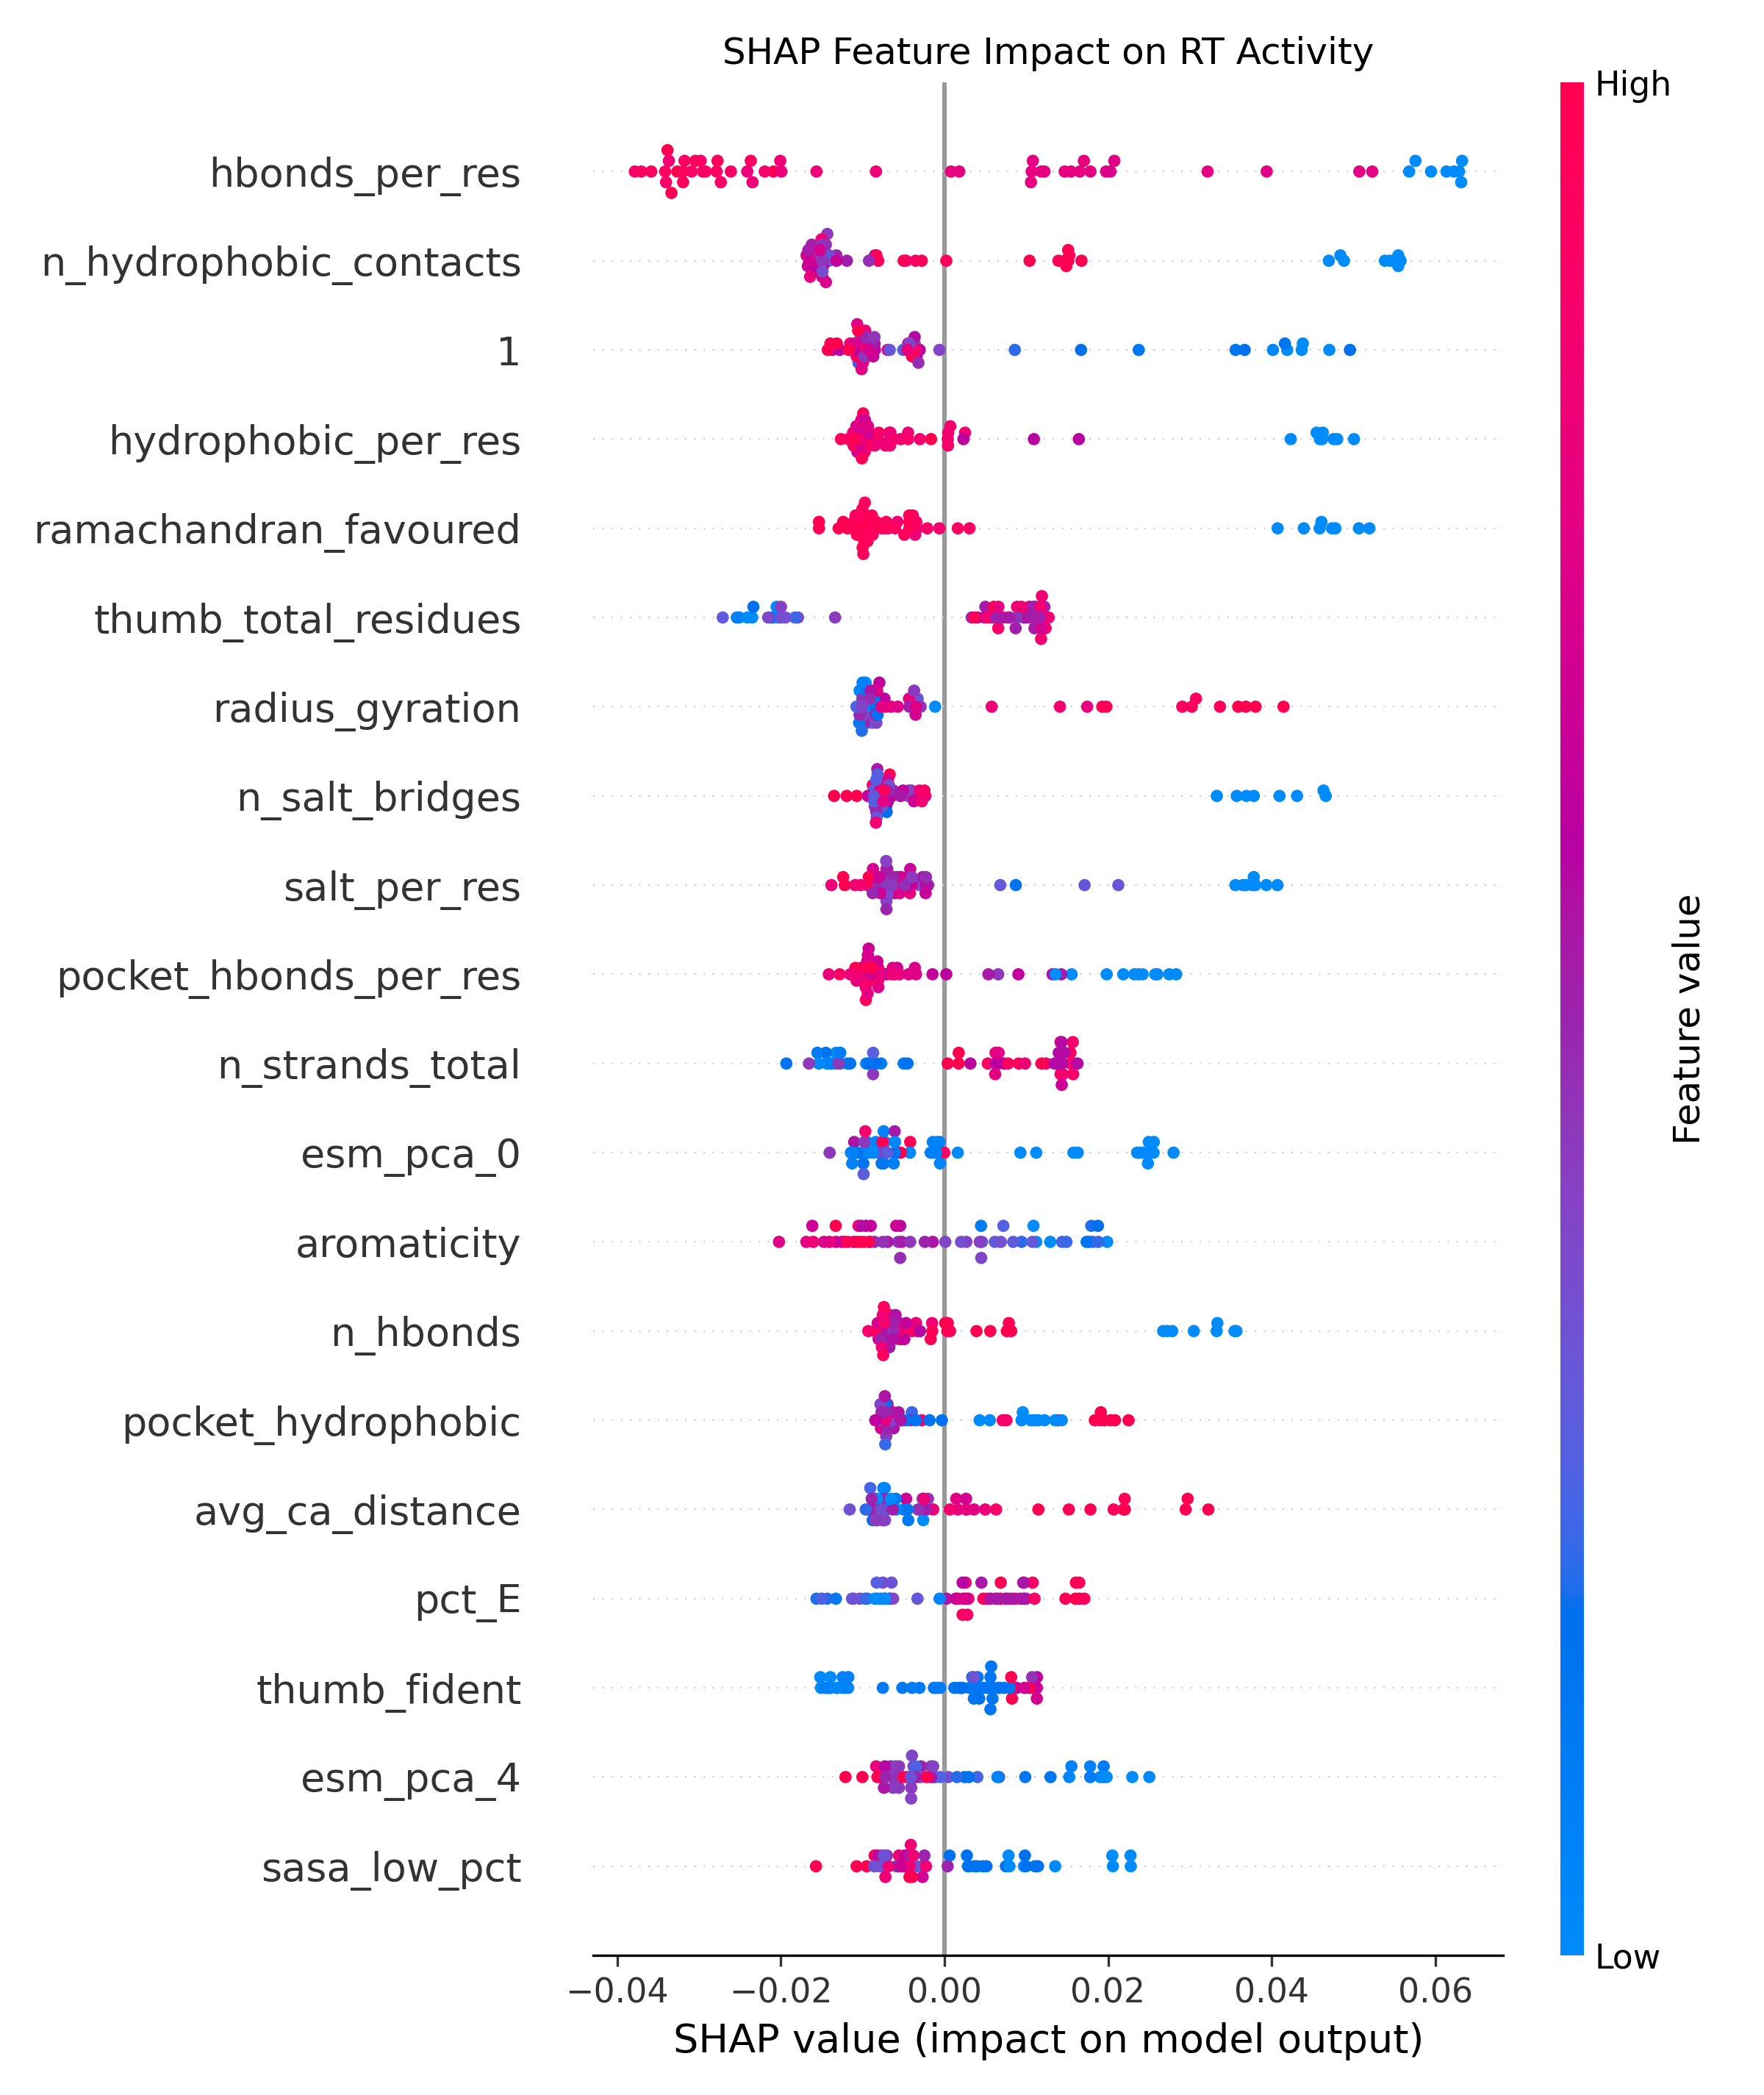 SHAP Feature Impact on RT Activity
High
hbonds_per_res
n_hydrophobic_contacts
1
hydrophobic_per_res
ramachandran_favoured
thumb_total_residues
radius_gyration
n_salt_bridges
salt_per_res
pocket_hbonds_per_res
n_strands_total
esm_pca_0
aromaticity
n_hbonds
pocket_hydrophobic
avg_ca_distance
pct_E
thumb_fident
esm_pca_4
sasa_low_pct
Feature value
Low
−0.04 −0.02 0.00 0.02 0.04 0.06
SHAP value (impact on model output)